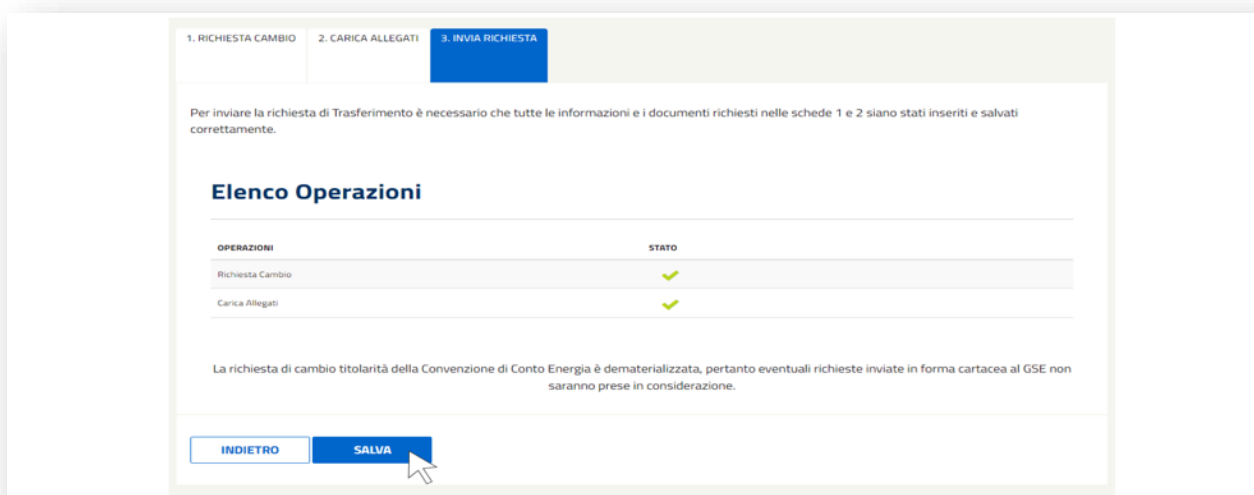 1. RICHIESTA CAMBIO 2. CARICA ALLEGATI 3. INVIA RICHIESTA
Per inviare la richiesta di Trasferimento è necessario che tutte le informazioni e i documenti richiesti nelle schede 1 e 2 siano stati inseriti e salvati
correttamente.
Elenco Operazioni
OPERAZIONI STATO
Richiesta Cambio
Carica Allegati
La richiesta di cambio titolarità della Convenzione di Conto Energia è dematerializzata, pertanto eventuali richieste inviate in forma cartacea al GSE non
saranno prese in considerazione.
INDIETRO SALVA